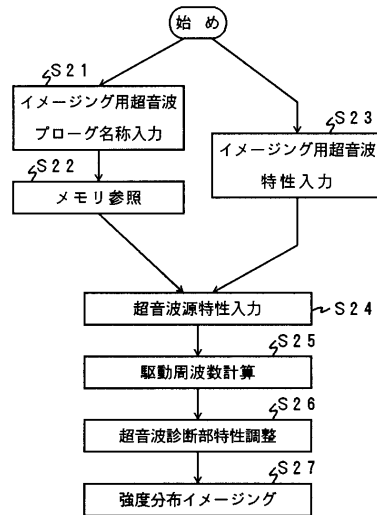 始 め
S21
イメージング用超音波
プローグ名称入力
S22
メモリ参照
S23
イメージング用超音波
特性入力
超音波源特性入力
S24
S25
駆動周波数計算
S26
超音波診断部特性調整
S27
強度分布イメージング